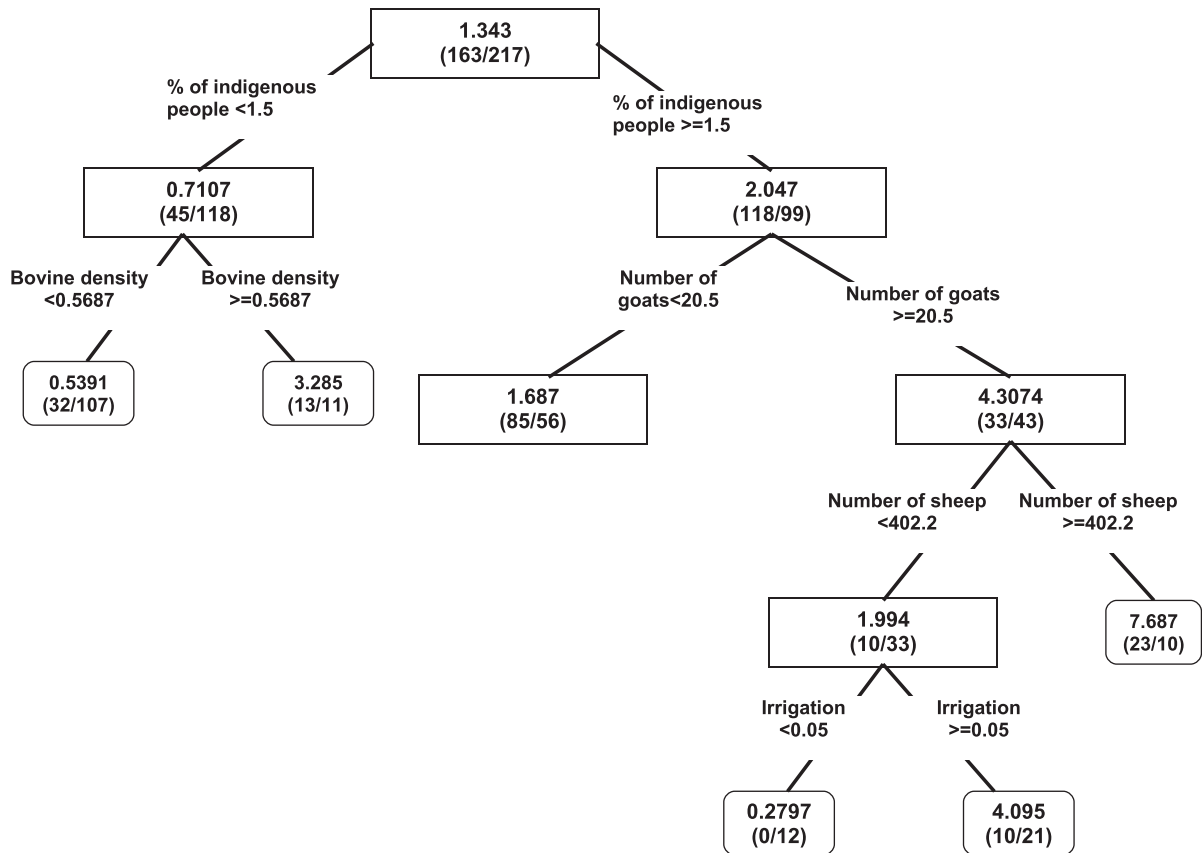 1.343
(163/217)
% of indigenous
people <1.5
% of indigenous
people >=1.5
0.7107
(45/118)
2.047
(118/99)
Bovine density
<0.5687
Bovine density
>=0.5687
Number of
goats<20.5
Number of goats
>=20.5
0.5391
(32/107)
3.285
(13/11)
1.687
(85/56)
4.3074
(33/43)
Number of sheep
<402.2
Number of sheep
>=402.2
1.994
(10/33)
7.687
(23/10)
Irrigation
<0.05
Irrigation
>=0.05
0.2797
(0/12)
4.095
(10/21)